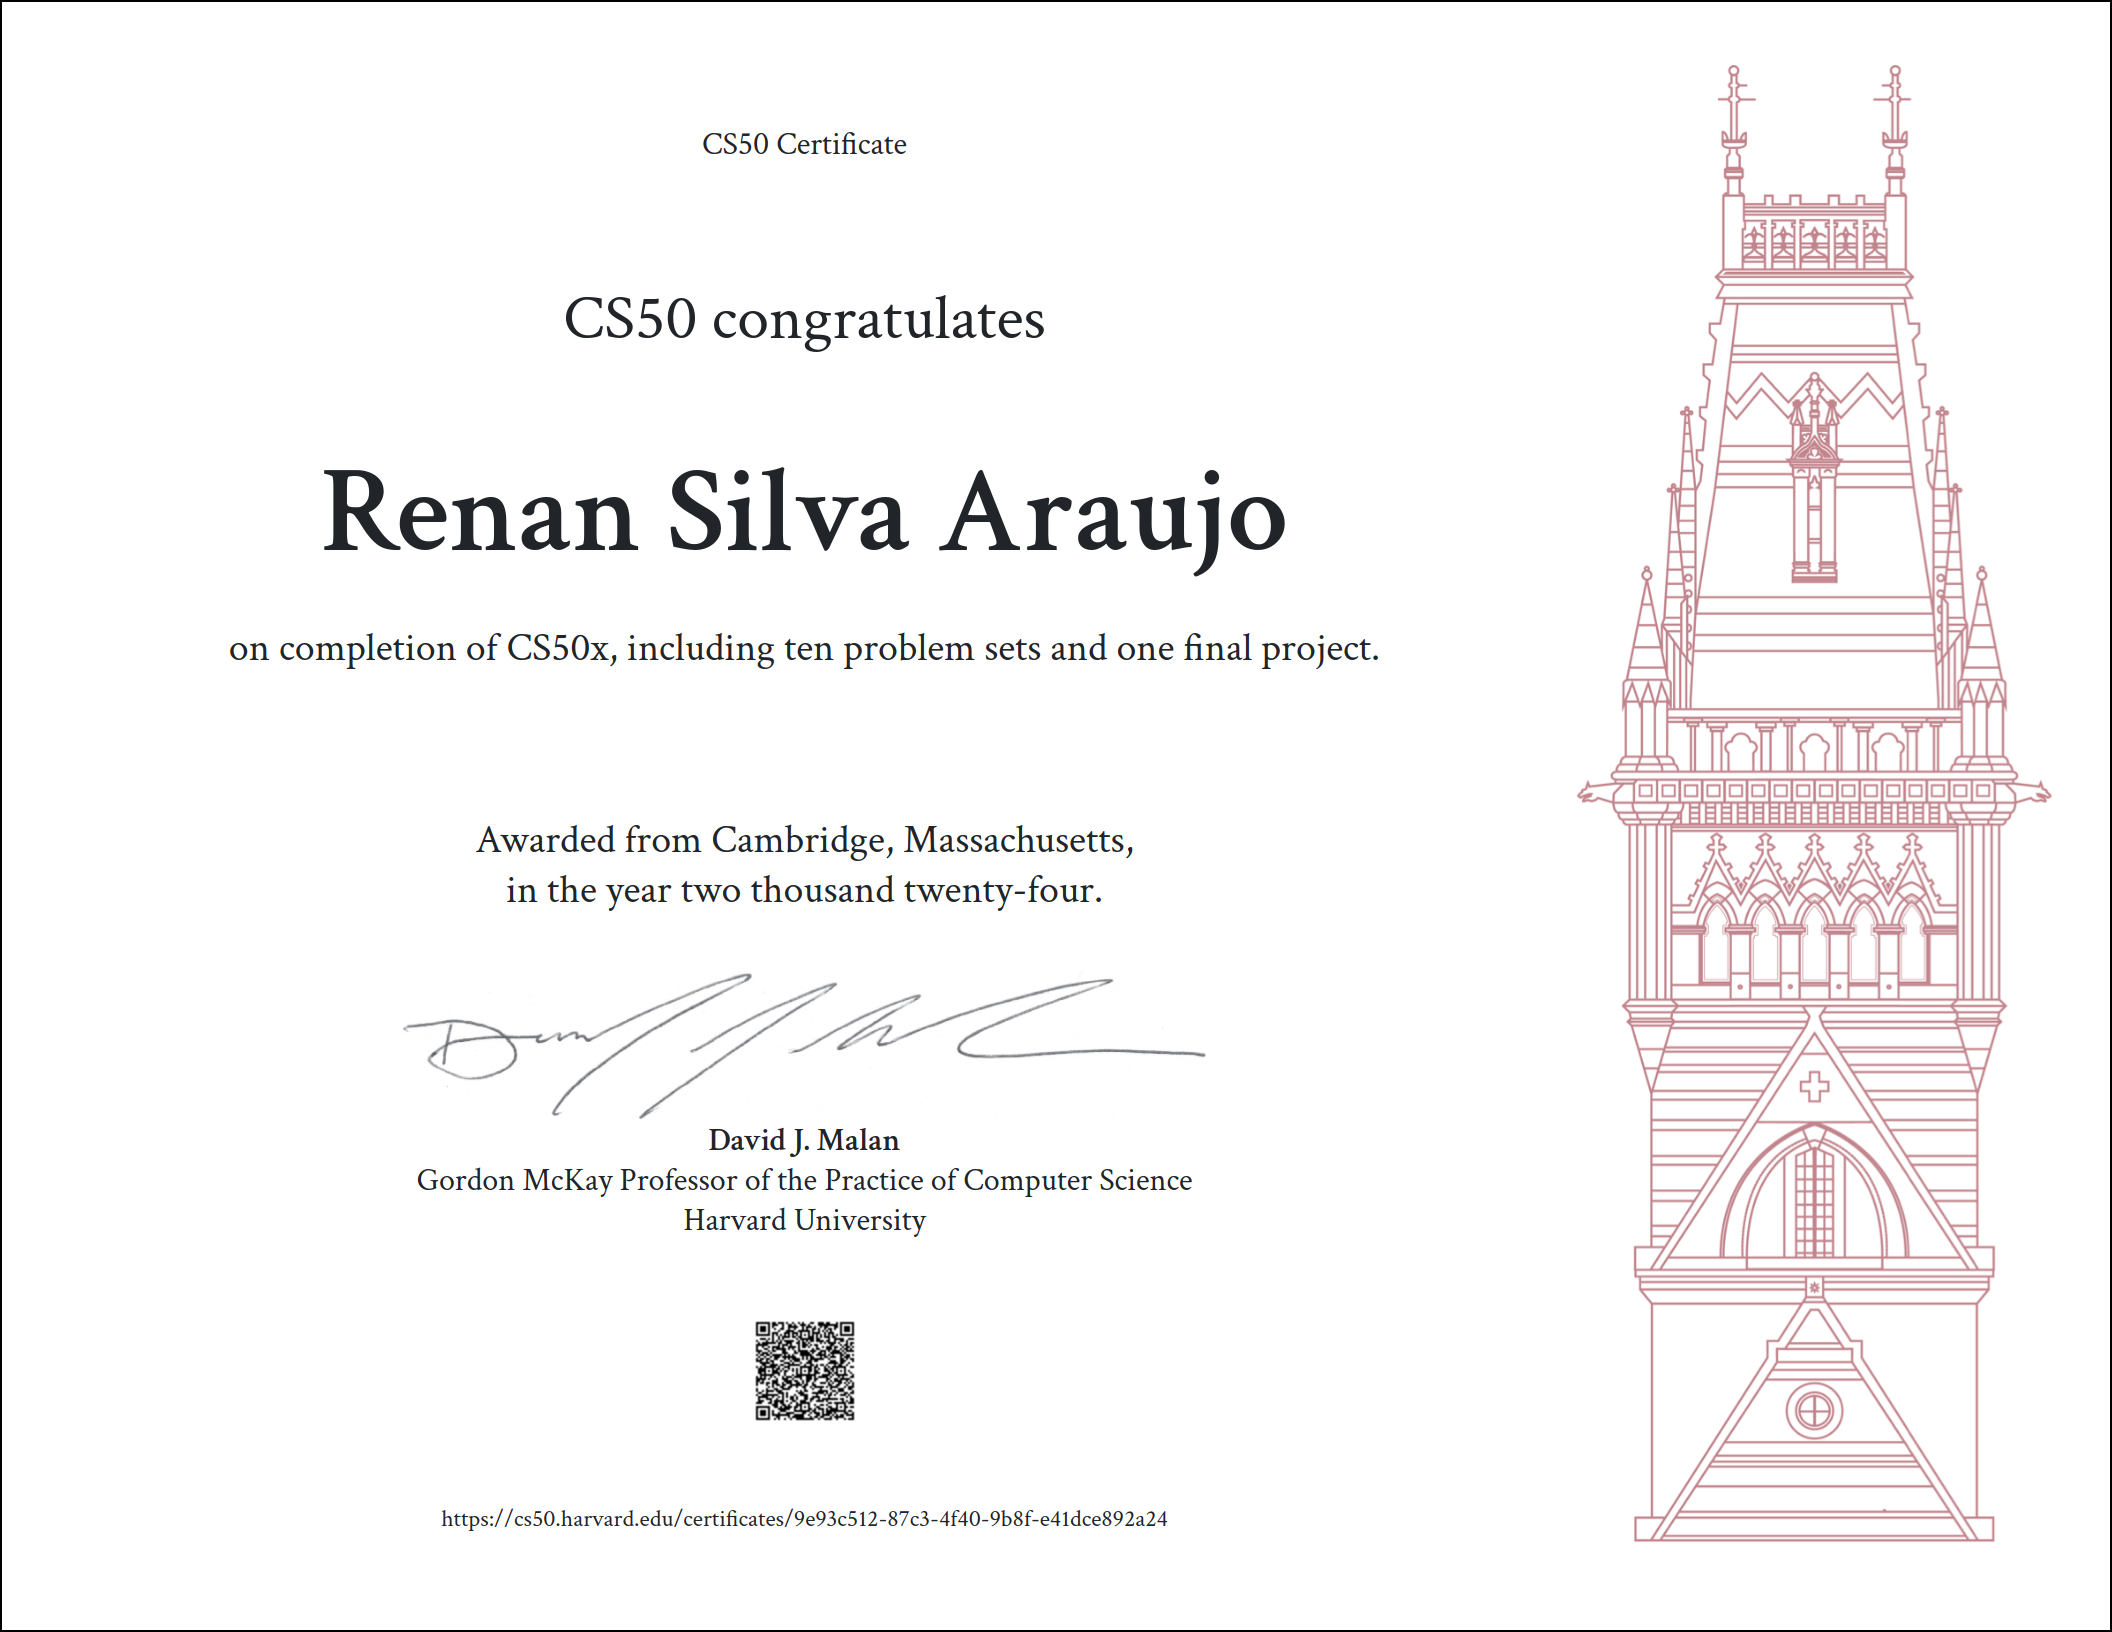 CS50 Certificate
CS50 congratulates
Renan Silva Araujo
on completion of CS50x, including ten problem sets and one final project.
Awarded from Cambridge, Massachusetts,
in the year two thousand twenty-four.
David J. Malan
Gordon McKay Professor of the Practice of Computer Science
Harvard University
https://cs50.harvard.edu/certificates/9e93c512-87c3-4f40-9b8f-e41dce892a24